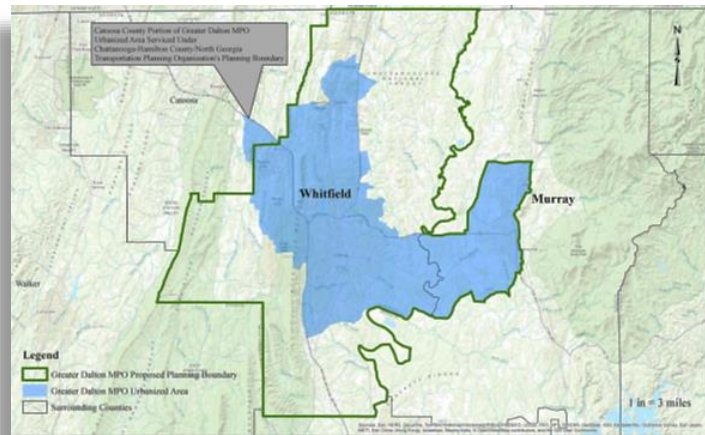 Catoosa County Portion of Greater Dalton MPO
Urbanized Area Serviced Under
Chattanooga-Hamilton County/North Georgia
Transportation Planning Organization's Planning Boundary
N
Catoosa
Whitfield
Murray
Walker
Legend
Greater Dalton MPO Proposed Planning Boundary
Greater Dalton MPO Urbanized Area
Surrounding Counties
1 in = 3 miles